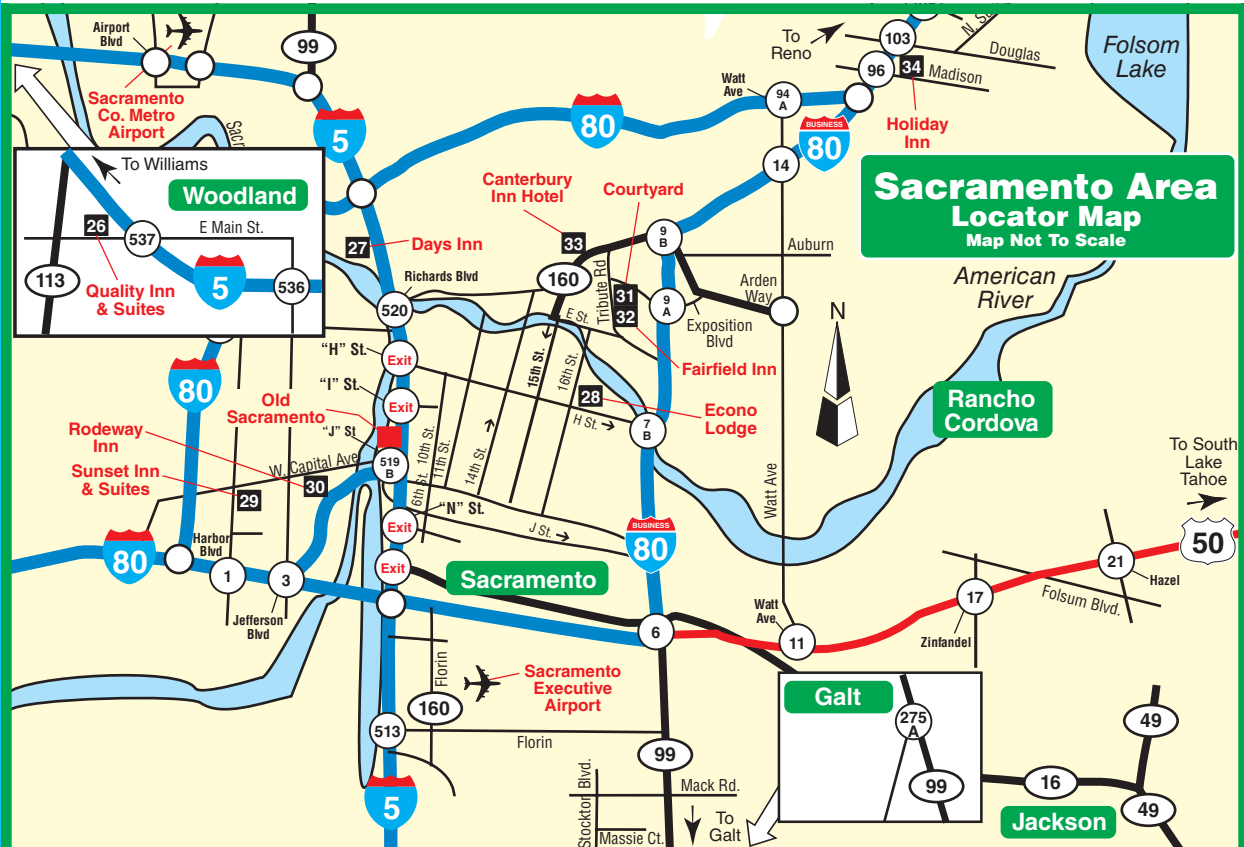 Airport
Blvd
99
Sacramento
Co. Metro
Airport
5
80
To
Reno
103
N. S
Douglas
96
34
Madison
Folsom
Lake
Watt
Ave
94
A
BUSINESS
80
14
Holiday
Inn
Sacramento Area
Locator Map
Map Not To Scale
Sacr
To Williams
Woodland
26
537
E Main St.
113
Quality Inn
& Suites
5
536
27
Days Inn
Canterbury
Inn Hotel
33
Courtyard
9
B
Auburn
160
Tribute Rd
31
32
9
A
Exposition
Blvd
Arden
Way
American
River
Richards Blvd
520
E St.
"H" St.
Exit
15th St.
16th St.
Fairfield Inn
N
"I" St.
Exit
28
H St.
Econo
Lodge
7
B
80
Old
Sacramento
"J" St
Rancho
Cordova
Rodeway
Inn
W. Capital Ave
519
B
6th St.
10th St.
11th St.
14th St.
Watt Ave
Sunset Inn
& Suites
29
30
To South
Lake
Tahoe
"N" St.
Exit
J St.
BUSINESS
80
50
80
Harbor
Blvd
1
3
Jefferson
Blvd
Exit
Sacramento
21
Hazel
17
Folsum Blvd.
Zinfandel
Watt
Ave
11
6
Florin
160
Sacramento
Executive
Airport
513
Florin
99
Galt
275
A
99
49
16
49
Jackson
5
Stockton Blvd.
Mack Rd.
Massie Ct.
To
Galt